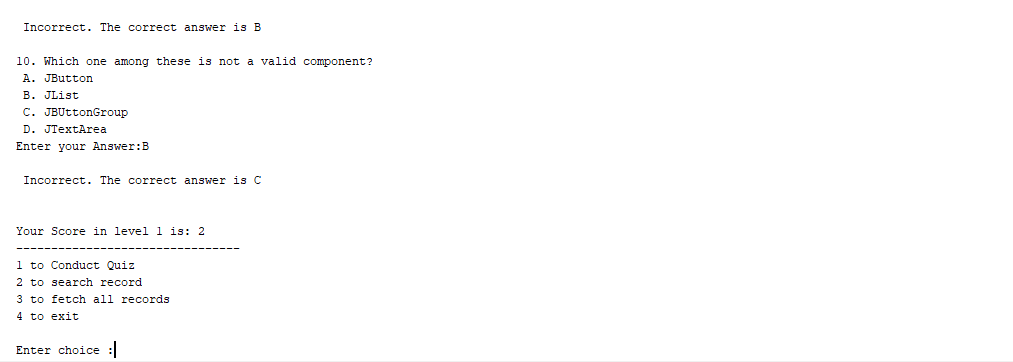 Incorrect. The correct answer is B
10. Which one among these is not a valid component?
A. JButton
B. JList
C. JBUttonGroup
D. JTextArea
Enter your Answer:B
Incorrect. The correct answer is C
Your Score in level 1 is: 2
--------------------------------
1 to Conduct Quiz
2 to search record
3 to fetch all records
4 to exit
Enter choice :